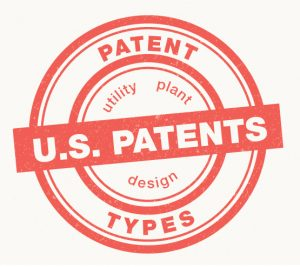 PATENT
utility plant
U.S. PATENTS
design
TYPES